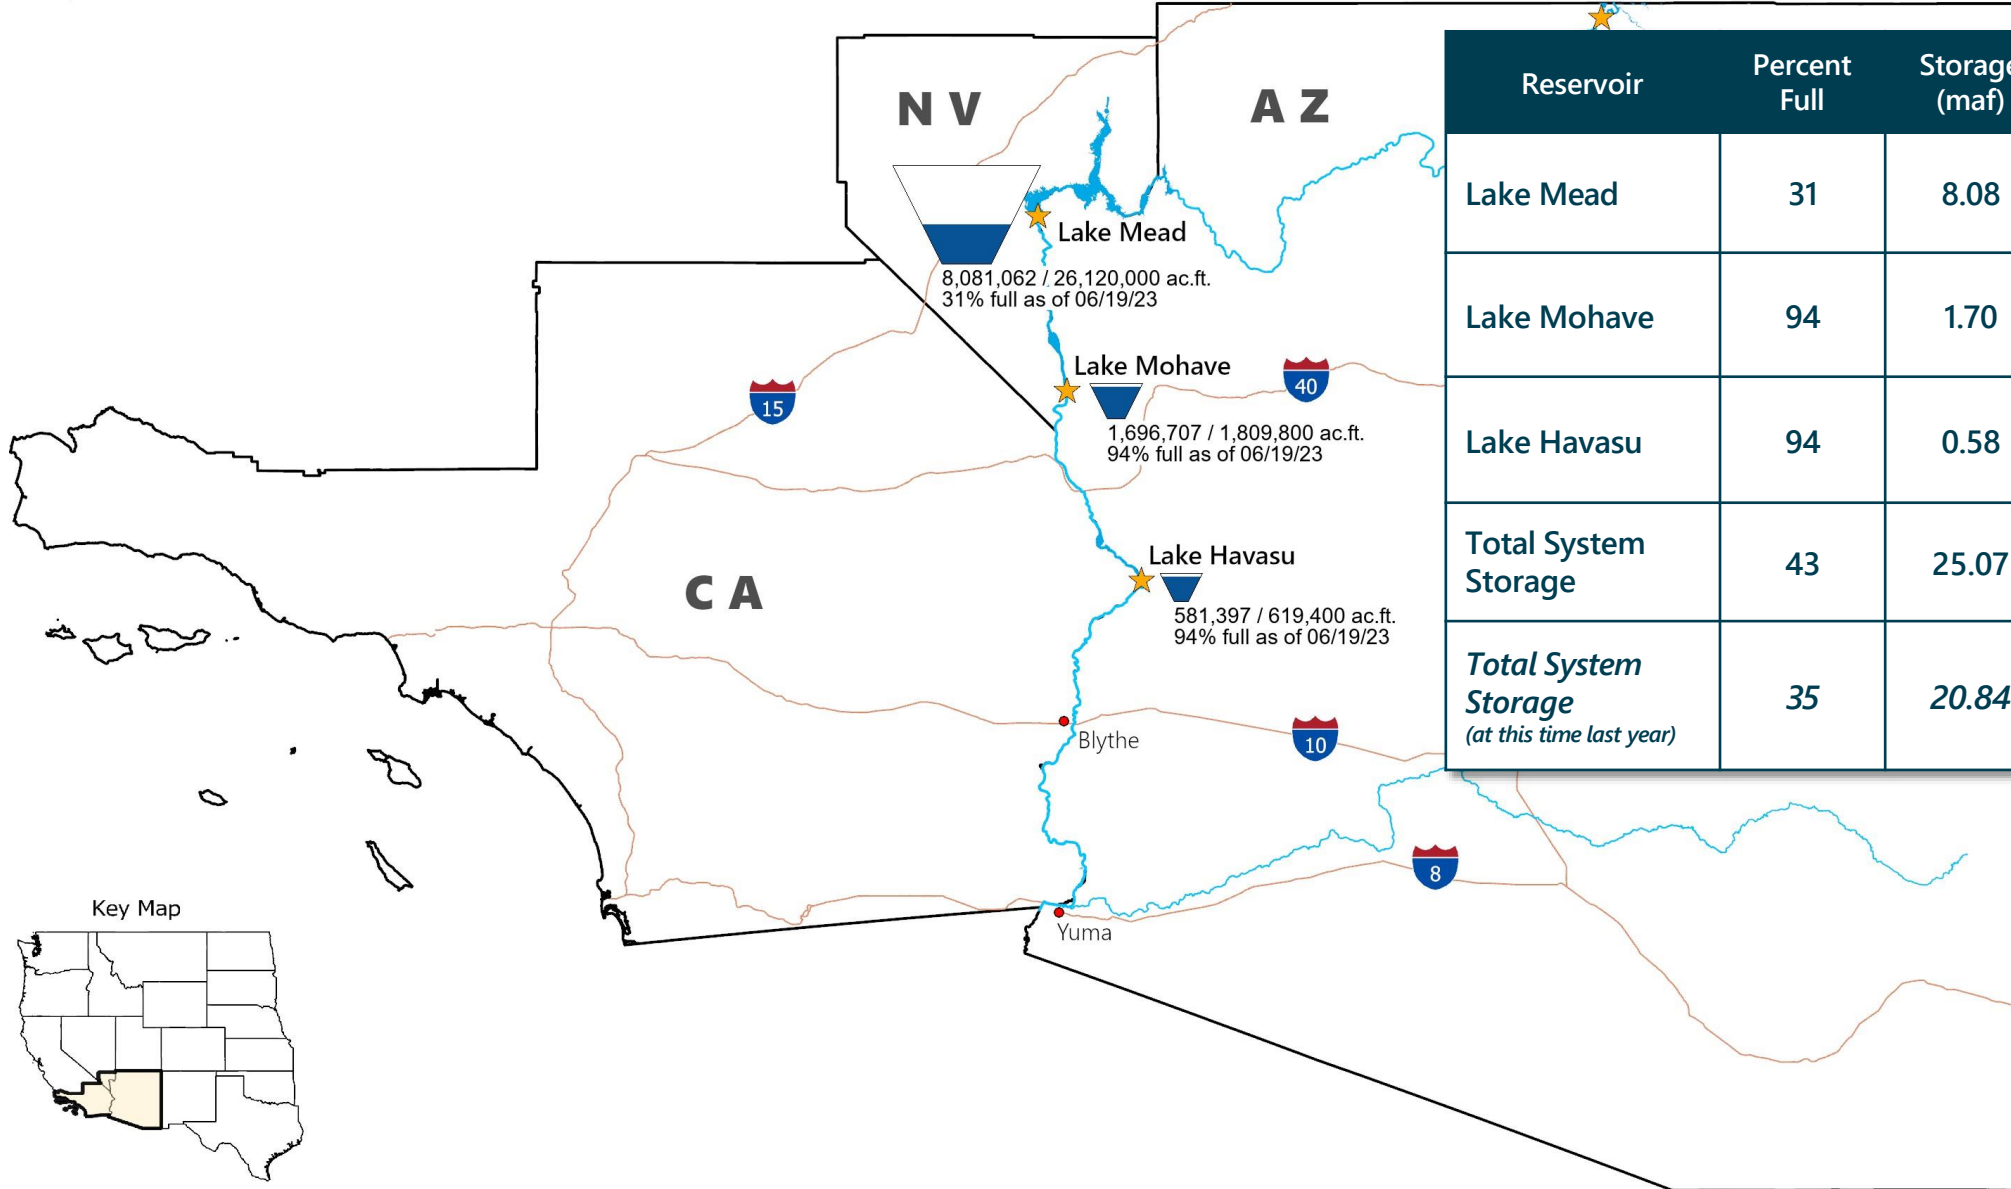 N V
A Z
Lake Mead
8,081,062 / 26,120,000 ac.ft.
31% full as of 06/19/23
Lake Mohave
1,696,707 / 1,809,800 ac.ft.
94% full as of 06/19/23
15
40
C A
Lake Havasu
581,397 / 619,400 ac.ft.
94% full as of 06/19/23
Blythe
10
8
Yuma
Key Map
Reservoir Percent Full Storage (maf)
Lake Mead 31 8.08
Lake Mohave 94 1.70
Lake Havasu 94 0.58
Total System Storage 43 25.07
Total System Storage (at this time last year) 35 20.84